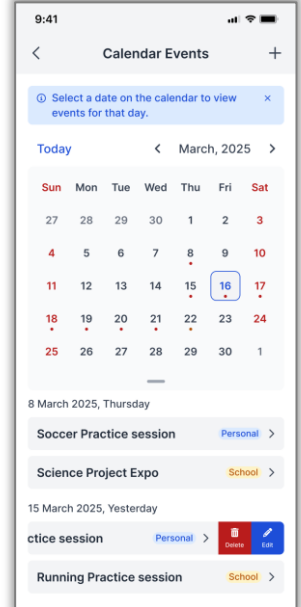 9:41
Calendar Events
Select a date on the calendar to view
events for that day.
Today March, 2025
Sun Mon Tue Wed Thu Fri Sat
27 28 29 30 1 2 3
4 5 6 7 8 9 10
11 12 13 14 15 16 17
18 19 20 21 22 23 24
25 26 27 28 29 30 1
8 March 2025, Thursday
Soccer Practice session Personal
Science Project Expo School
15 March 2025, Yesterday
ctice session Personal Delete Edit
Running Practice session School